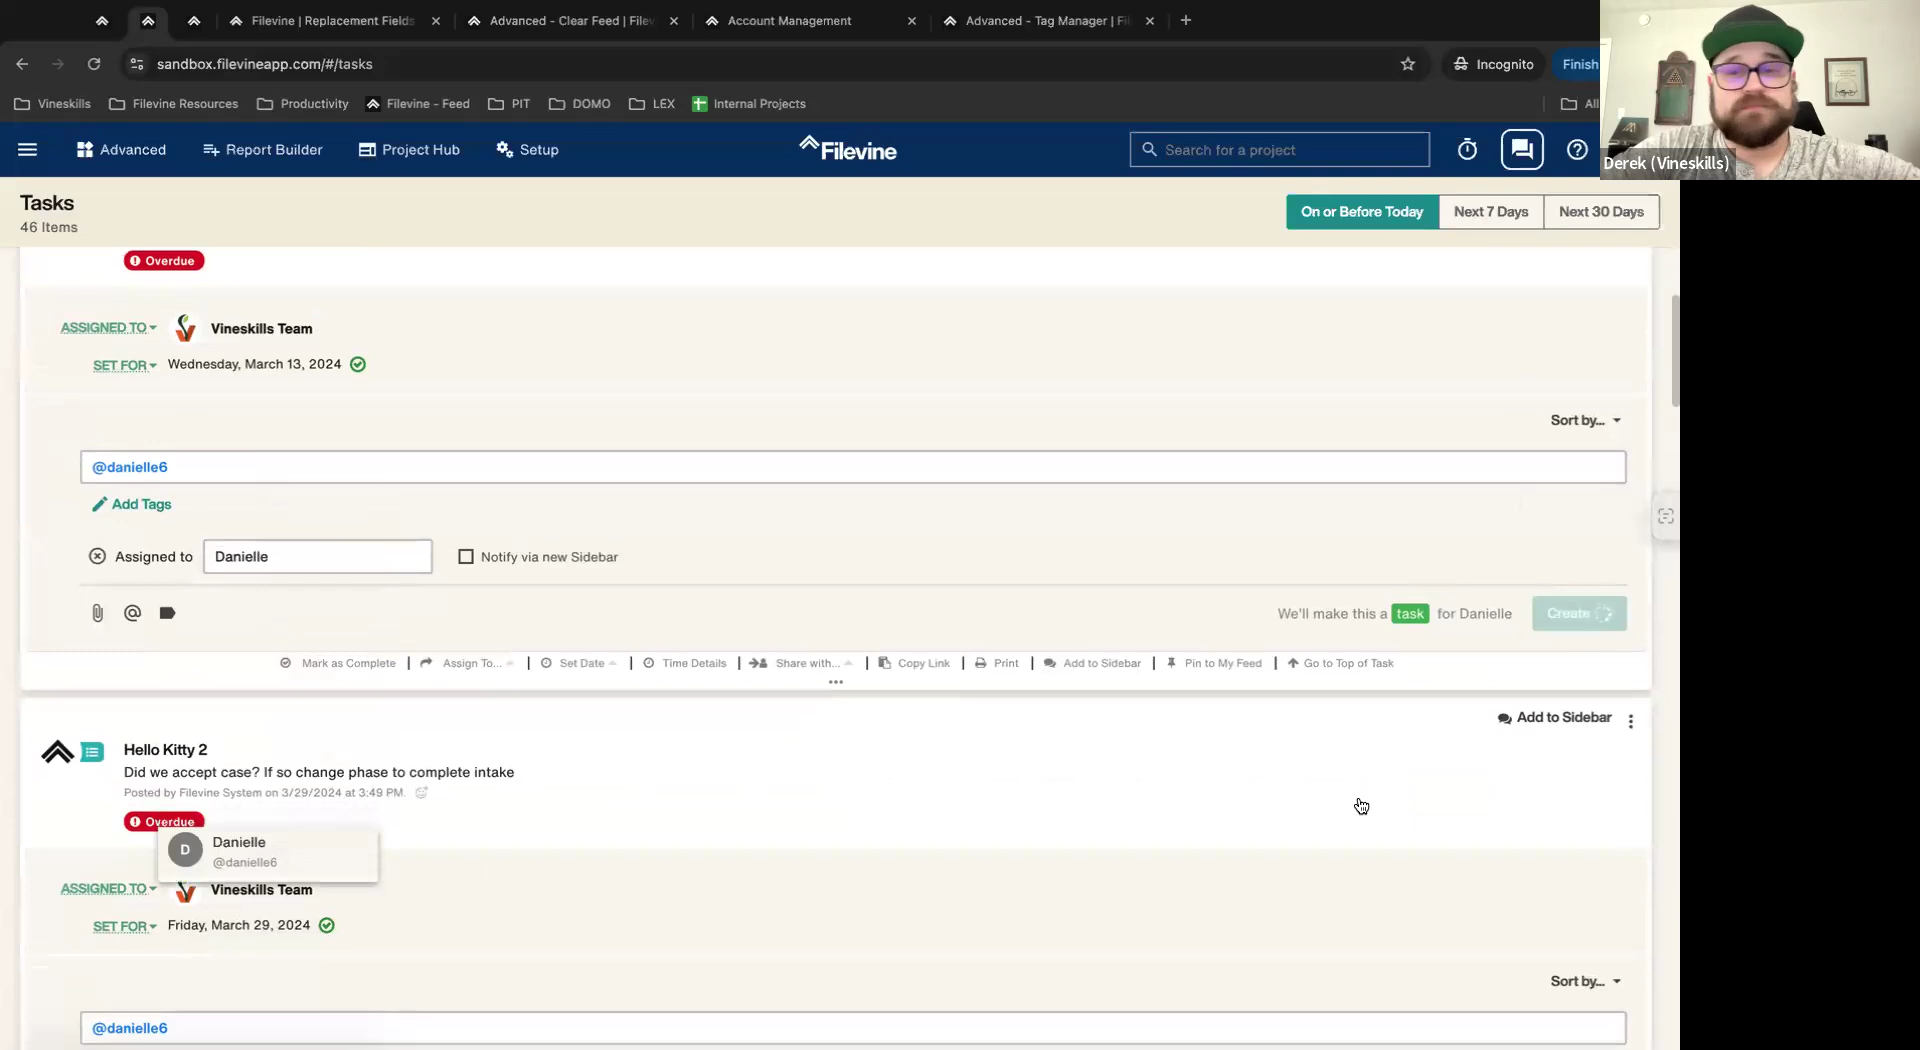 Filevine | Replacement Fields
Advanced - Clear Feed | Filev
Account Management
Advanced - Tag Manager | Fi
sandbox.filevineapp.com/#/tasks
Incognito
Finish
Vineskills
Filevine Resources
Productivity
Filevine - Feed
PIT
DOMO
LEX
Internal Projects
All
Advanced
Report Builder
Project Hub
Setup
Filevine
Search for a project
Derek (Vineskills)
Tasks
46 Items
On or Before Today
Next 7 Days
Next 30 Days
Overdue
ASSIGNED TO
Vineskills Team
SET FOR
Wednesday, March 13, 2024
Sort by...
@danielle6
Add Tags
Assigned to
Danielle
Notify via new Sidebar
We'll make this a task for Danielle
Create
Mark as Complete | Assign To... | Set Date | Time Details | Share with... | Copy Link | Print | Add to Sidebar | Pin to My Feed | Go to Top of Task
Add to Sidebar
Hello Kitty 2
Did we accept case? If so change phase to complete intake
Posted by Filevine System on 3/29/2024 at 3:49 PM.
Overdue
D
Danielle
@danielle6
ASSIGNED TO
Vineskills Team
SET FOR
Friday, March 29, 2024
Sort by...
@danielle6